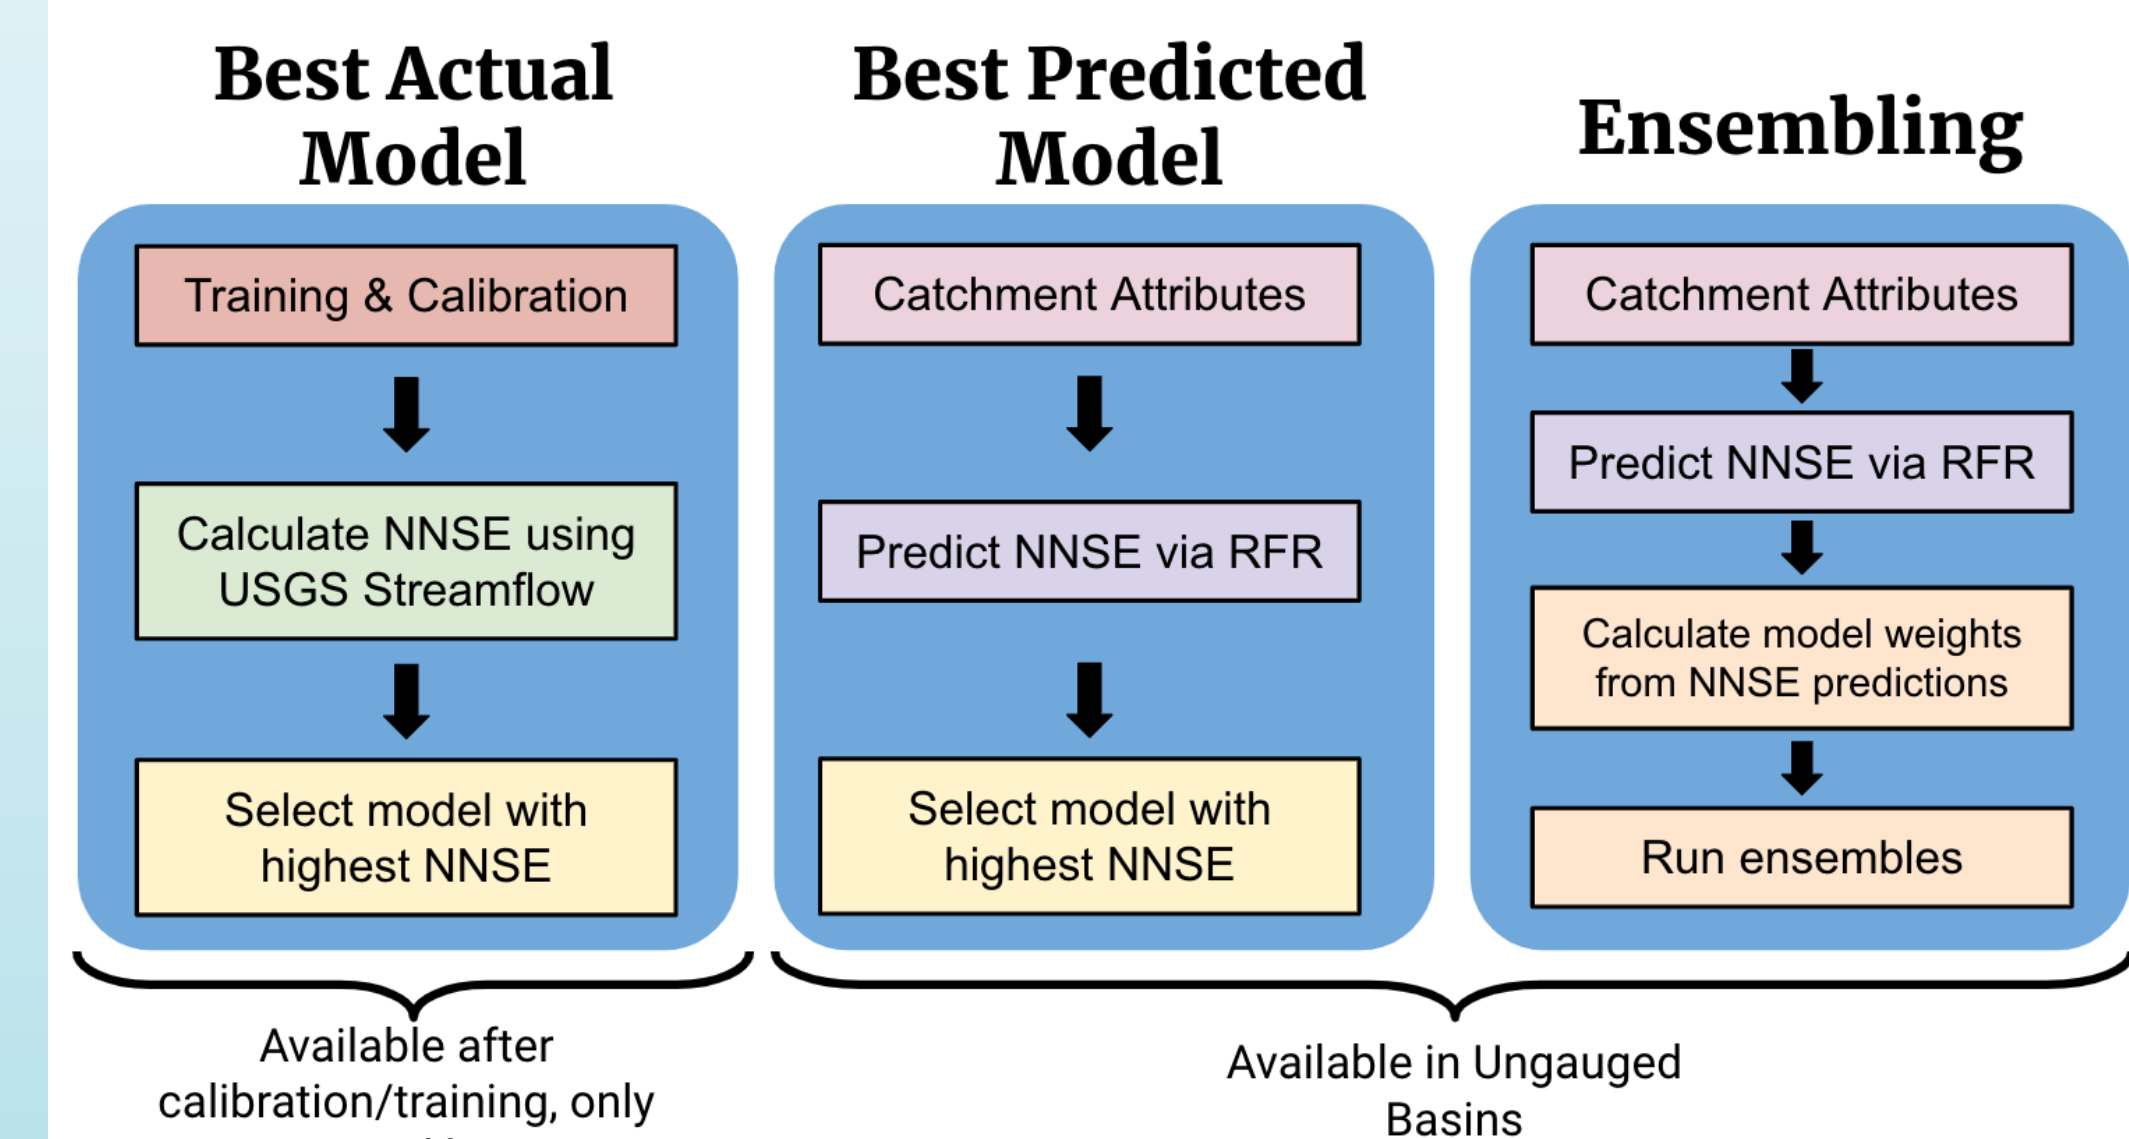 Best Actual
Model
Training & Calibration
Calculate NNSE using
USGS Streamflow
Select model with
highest NNSE
Available after
calibration/training, only
Best Predicted
Model
Catchment Attributes
Predict NNSE via RFR
Select model with
highest NNSE
Ensembling
Catchment Attributes
Predict NNSE via RFR
Calculate model weights
from NNSE predictions
Run ensembles
Available in Ungauged
Basins